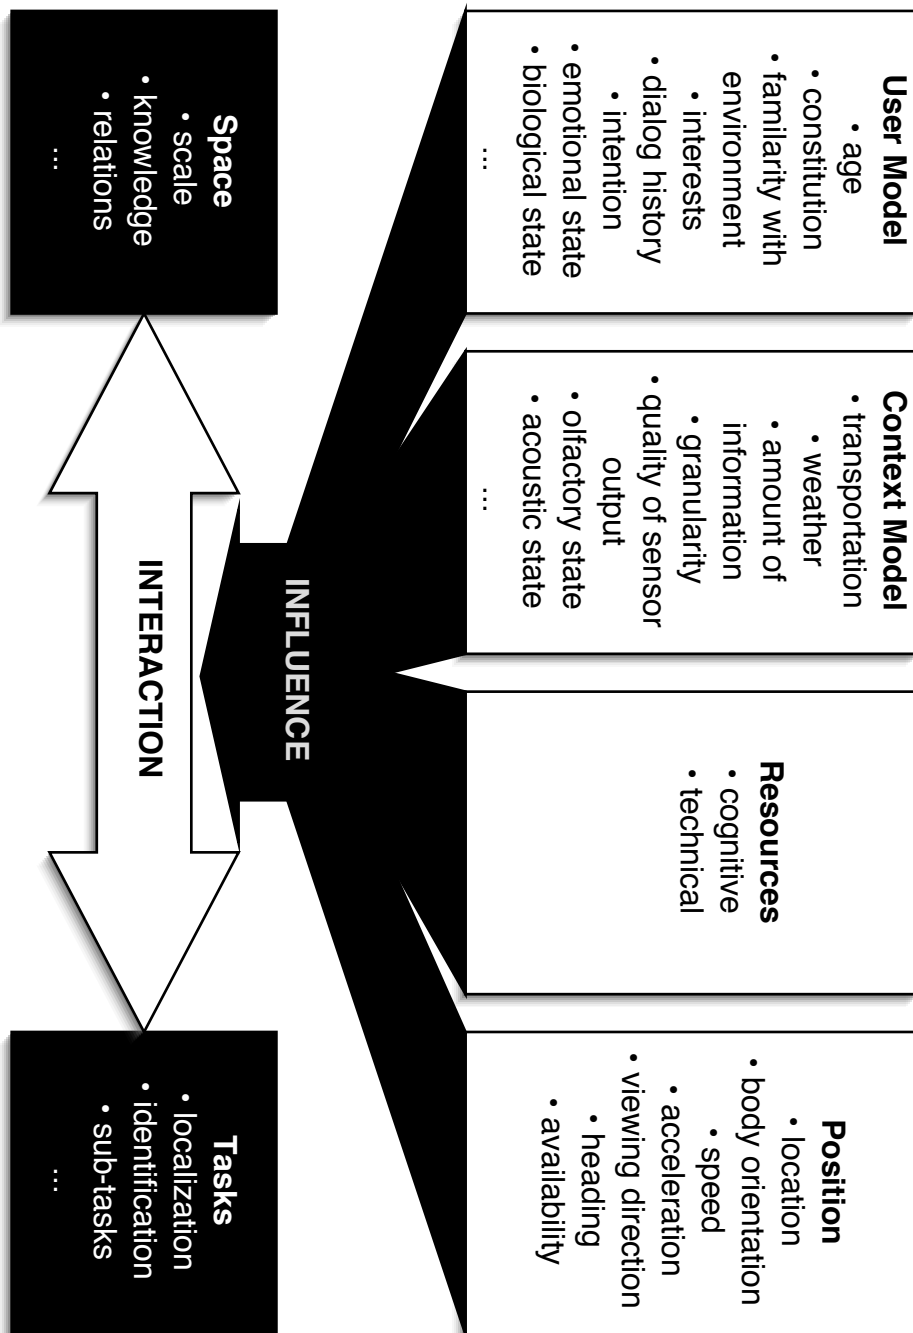 User Model
• age
• constitution
• familarity with
environment
• interests
• dialog history
• intention
• emotional state
• biological state
...
Context Model
• transportation
• weather
• amount of
information
• granularity
• quality of sensor
output
• olfactory state
• acoustic state
...
Resources
• cognitive
• technical
Position
• location
• body orientation
• speed
• acceleration
• viewing direction
• heading
• availability
INFLUENCE
Space
• scale
• knowledge
• relations
...
INTERACTION
Tasks
• localization
• identification
• sub-tasks
...